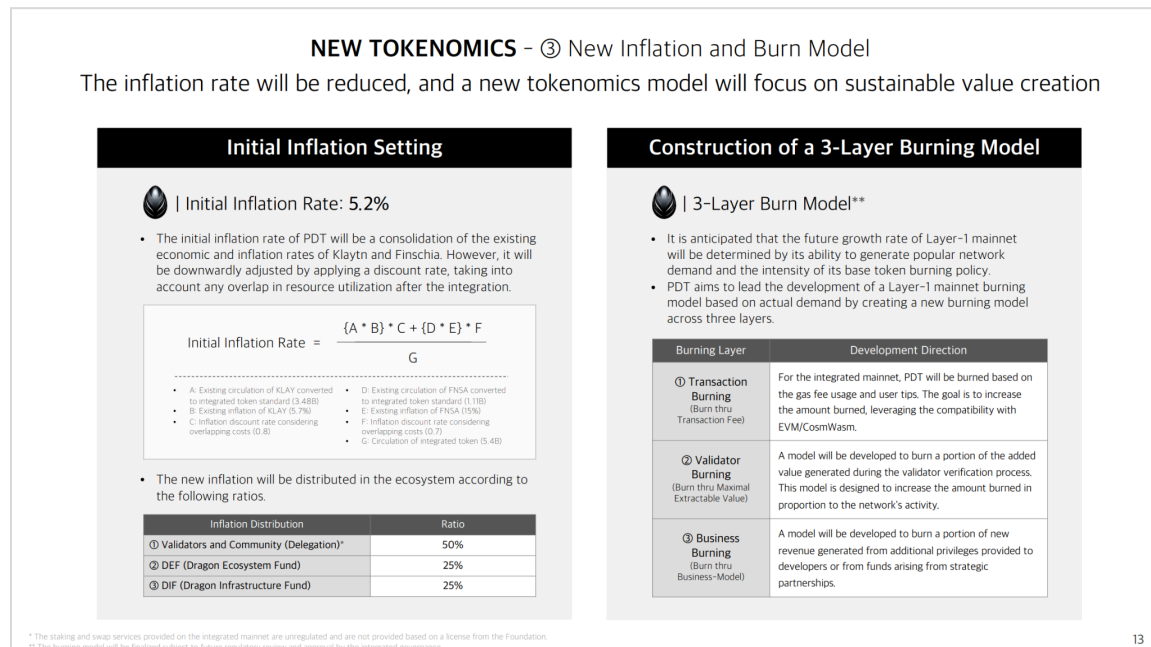 NEW TOKENOMICS - ③ New Inflation and Burn Model
The inflation rate will be reduced, and a new tokenomics model will focus on sustainable value creation
Initial Inflation Setting
| Initial Inflation Rate: 5.2%
• The initial inflation rate of PDT will be a consolidation of the existing
economic and inflation rates of Klaytn and Finschia. However, it will
be downwardly adjusted by applying a discount rate, taking into
account any overlap in resource utilization after the integration.
Initial Inflation Rate = {A * B} * C + {D * E} * F
G
• A: Existing circulation of KLAY converted
to integrated token standard (3.48B)
• B: Existing inflation of KLAY (5.7%)
• C: Inflation discount rate considering
overlapping costs (0.8)
• D: Existing circulation of FNSA converted
to integrated token standard (1.11B)
• E: Existing inflation of FNSA (15%)
• F: Inflation discount rate considering
overlapping costs (0.7)
• G: Circulation of integrated token (5.4B)
• The new inflation will be distributed in the ecosystem according to
the following ratios.
Inflation Distribution Ratio
① Validators and Community (Delegation)* 50%
② DEF (Dragon Ecosystem Fund) 25%
③ DIF (Dragon Infrastructure Fund) 25%
Construction of a 3-Layer Burning Model
| 3-Layer Burn Model**
• It is anticipated that the future growth rate of Layer-1 mainnet
will be determined by its ability to generate popular network
demand and the intensity of its base token burning policy.
• PDT aims to lead the development of a Layer-1 mainnet burning
model based on actual demand by creating a new burning model
across three layers.
Burning Layer Development Direction
① Transaction
Burning
(Burn thru
Transaction Fee)
For the integrated mainnet, PDT will be burned based on
the gas fee usage and user tips. The goal is to increase
the amount burned, leveraging the compatibility with
EVM/CosmWasm.
② Validator
Burning
(Burn thru Maximal
Extractable Value)
A model will be developed to burn a portion of the added
value generated during the validator verification process.
This model is designed to increase the amount burned in
proportion to the network's activity.
③ Business
Burning
(Burn thru
Business-Model)
A model will be developed to burn a portion of new
revenue generated from additional privileges provided to
developers or from funds arising from strategic
partnerships.
* The staking and swap services provided on the integrated mainnet are unregulated and are not provided based on a license from the Foundation.
13